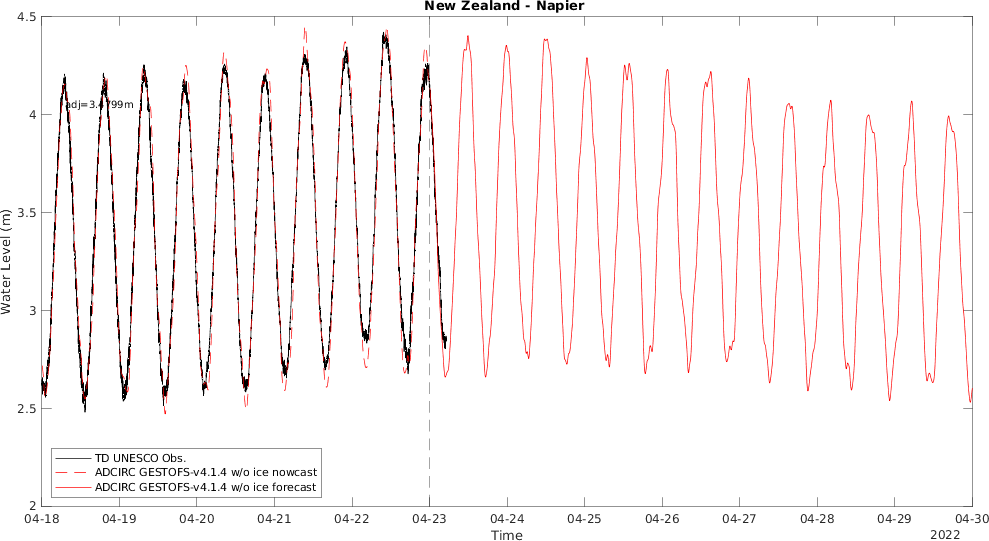 New Zealand - Napier
4.5
4
3.5
3
2.5
2
Water Level (m)
TD UNESCO Obs.
ADCIRC GESTOFS-v4.1.4 w/o ice nowcast
ADCIRC GESTOFS-v4.1.4 w/o ice forecast
04-18 04-19 04-20 04-21 04-22 04-23 04-24 04-25 04-26 04-27 04-28 04-29 04-30
Time
2022